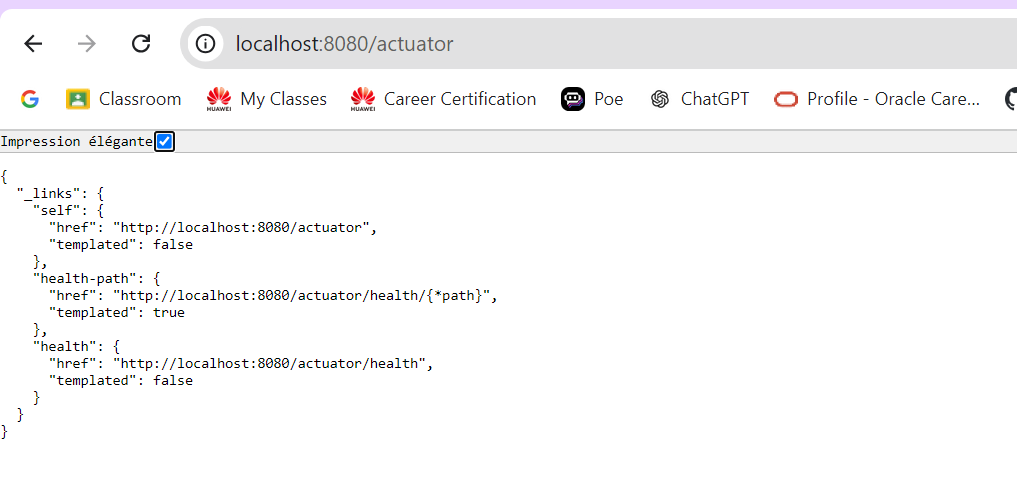 localhost:8080/actuator
G Classroom HUAWEI My Classes HUAWEI Career Certification Poe ChatGPT Profile - Oracle Care...
Impression élégante
{
  "_links": {
    "self": {
      "href": "http://localhost:8080/actuator",
      "templated": false
    },
    "health-path": {
      "href": "http://localhost:8080/actuator/health/{*path}",
      "templated": true
    },
    "health": {
      "href": "http://localhost:8080/actuator/health",
      "templated": false
    }
  }
}